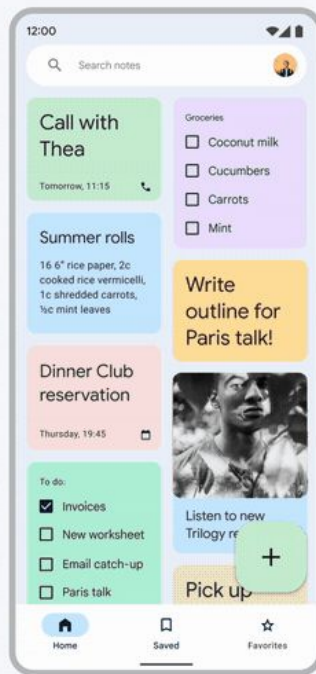 12:00
Search notes
Call with
Thea
Tomorrow, 11:15
Summer rolls
16 6" rice paper, 2c
cooked rice vermicelli,
1c shredded carrots,
½c mint leaves
Dinner Club
reservation
Thursday, 19:45
To do:
Invoices
New worksheet
Email catch-up
Paris talk
Groceries
Coconut milk
Cucumbers
Carrots
Mint
Write
outline for
Paris talk!
Listen to new
Trilogy
Pick up
Home
Saved
Favorites